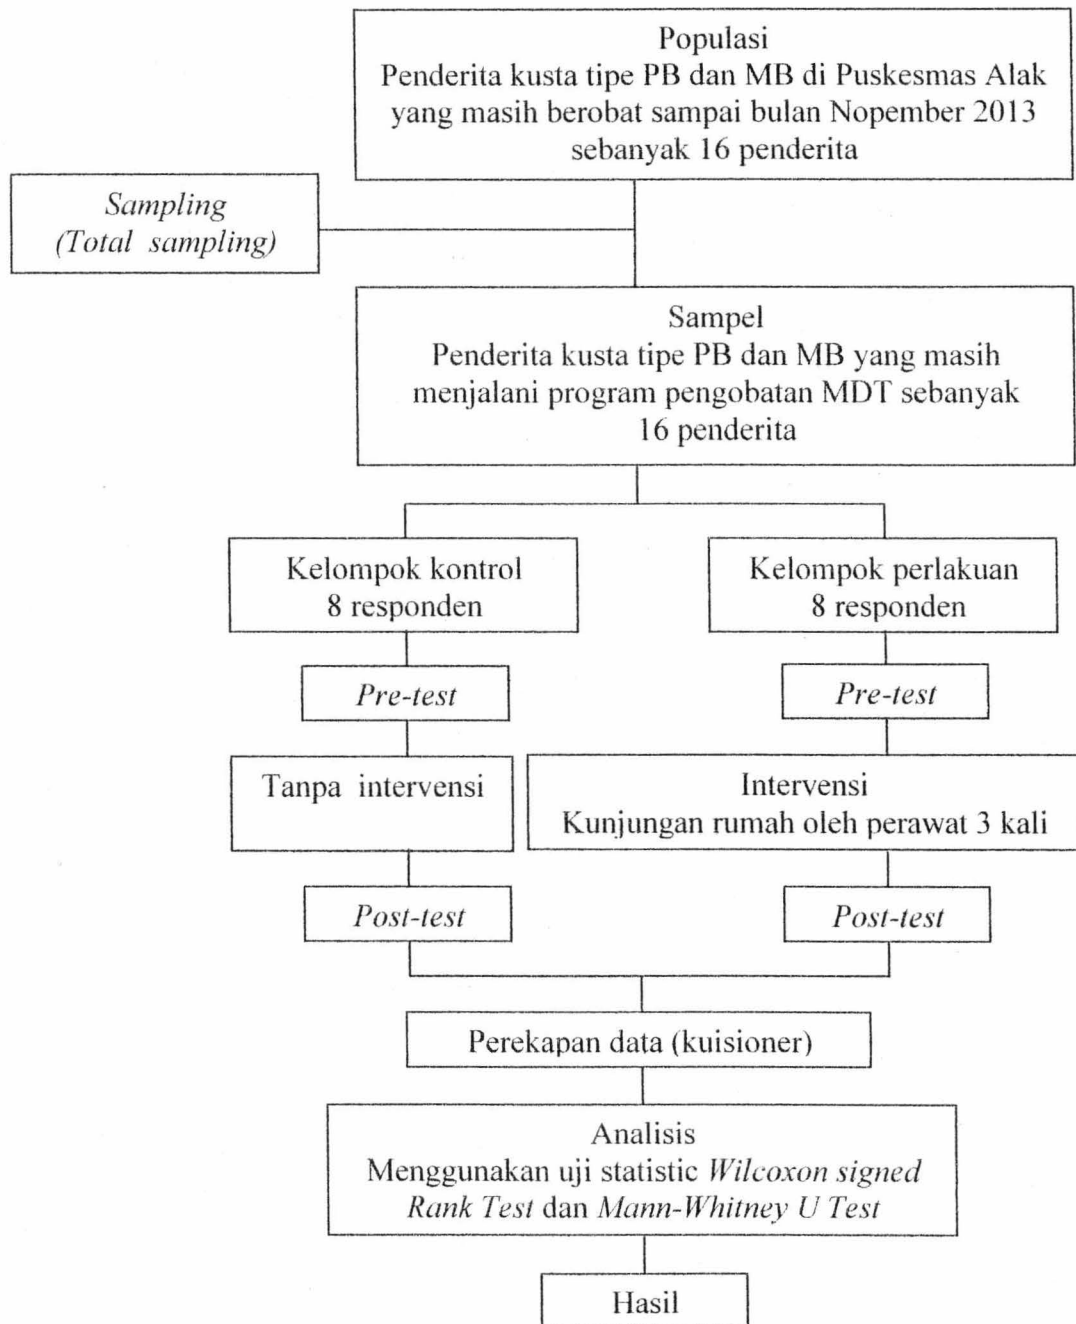 Populasi
Penderita kusta tipe PB dan MB di Puskesmas Alak
yang masih berobat sampai bulan Nopember 2013
sebanyak 16 penderita
Sampling
(Total sampling)
Sampel
Penderita kusta tipe PB dan MB yang masih
menjalani program pengobatan MDT sebanyak
16 penderita
Kelompok kontrol
8 responden
Kelompok perlakuan
8 responden
Pre-test
Pre-test
Tanpa intervensi
Intervensi
Kunjungan rumah oleh perawat 3 kali
Post-test
Post-test
Perekapan data (kuisioner)
Analisis
Menggunakan uji statistic Wilcoxon signed
Rank Test dan Mann-Whitney U Test
Hasil